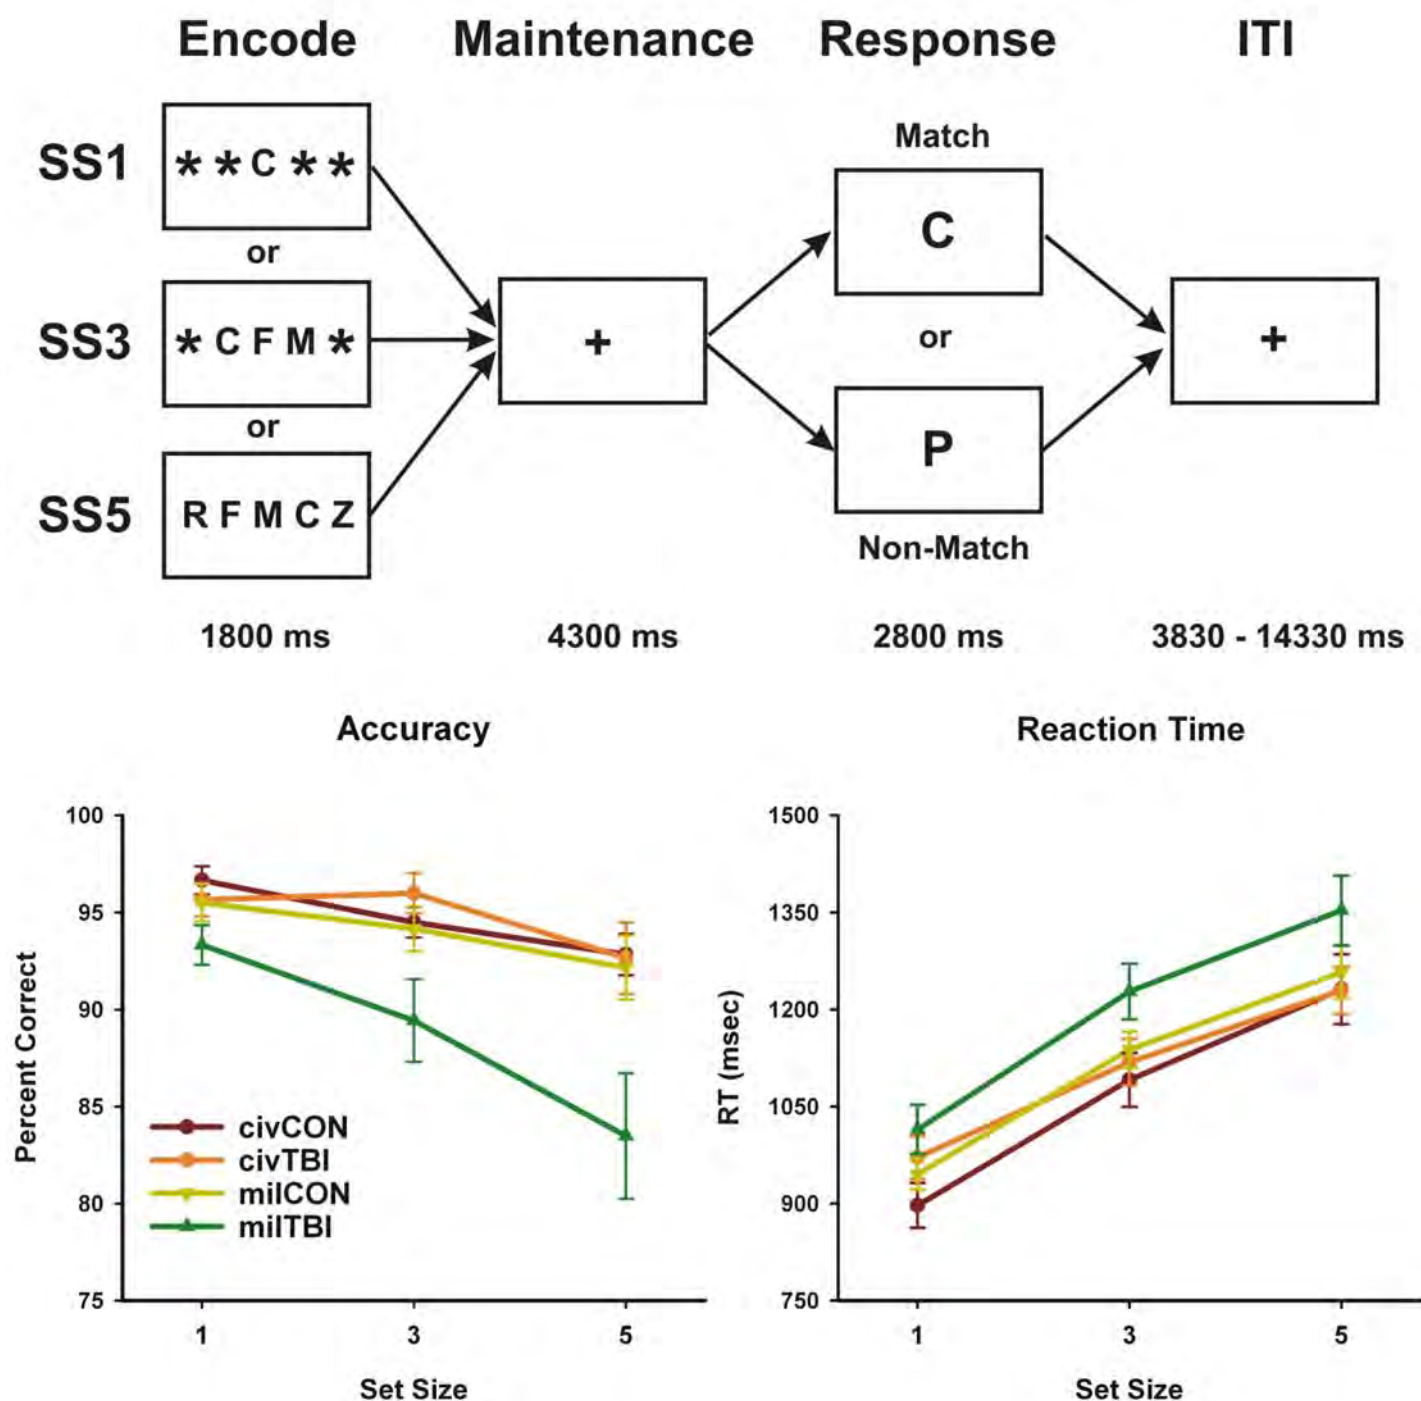 Encode Maintenance Response ITI
SS1
* * C * *
or
SS3
* C F M *
or
SS5
R F M C Z
+
Match
C
or
P
Non-Match
+
1800 ms 4300 ms 2800 ms 3830 - 14330 ms
Accuracy
Percent Correct
100
95
90
85
80
75
civCON
civTBI
milCON
milTBI
1 3 5
Set Size
Reaction Time
RT (msec)
1500
1350
1200
1050
900
750
1 3 5
Set Size